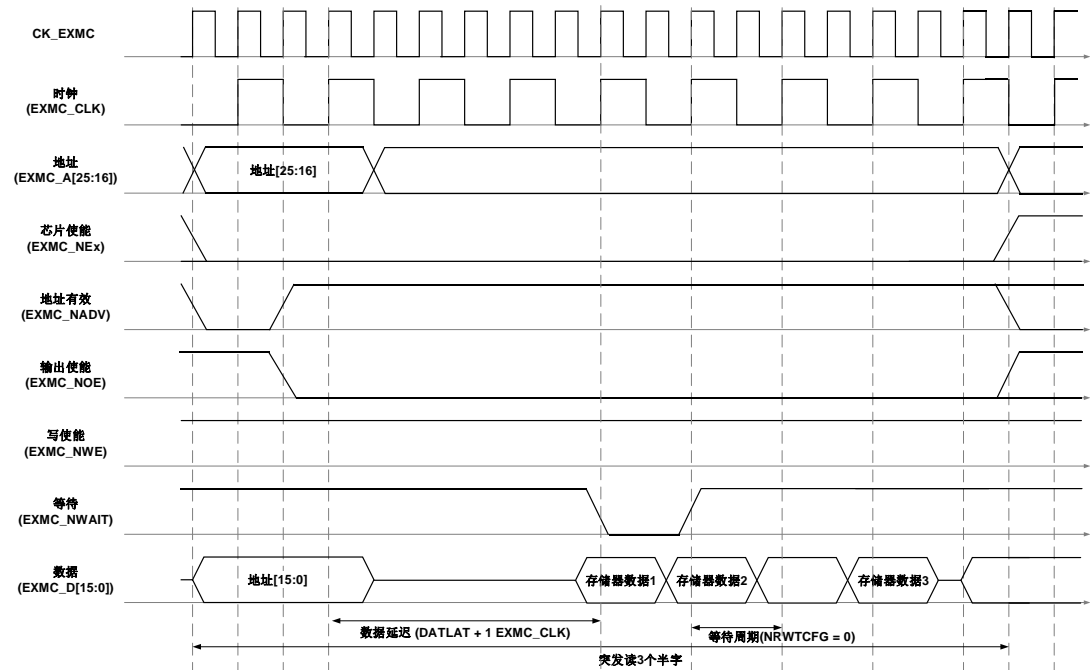 CK_EXMC
时钟
(EXMC_CLK)
地址
(EXMC_A[25:16])
地址[25:16]
芯片使能
(EXMC_NEx)
地址有效
(EXMC_NADV)
输出使能
(EXMC_NOE)
写使能
(EXMC_NWE)
等待
(EXMC_NWAIT)
数据
(EXMC_D[15:0])
地址[15:0]
存储器数据1
存储器数据2
存储器数据3
数据延迟 (DATLAT + 1 EXMC_CLK)
等待周期(NRWTCFG = 0)
突发读3个半字